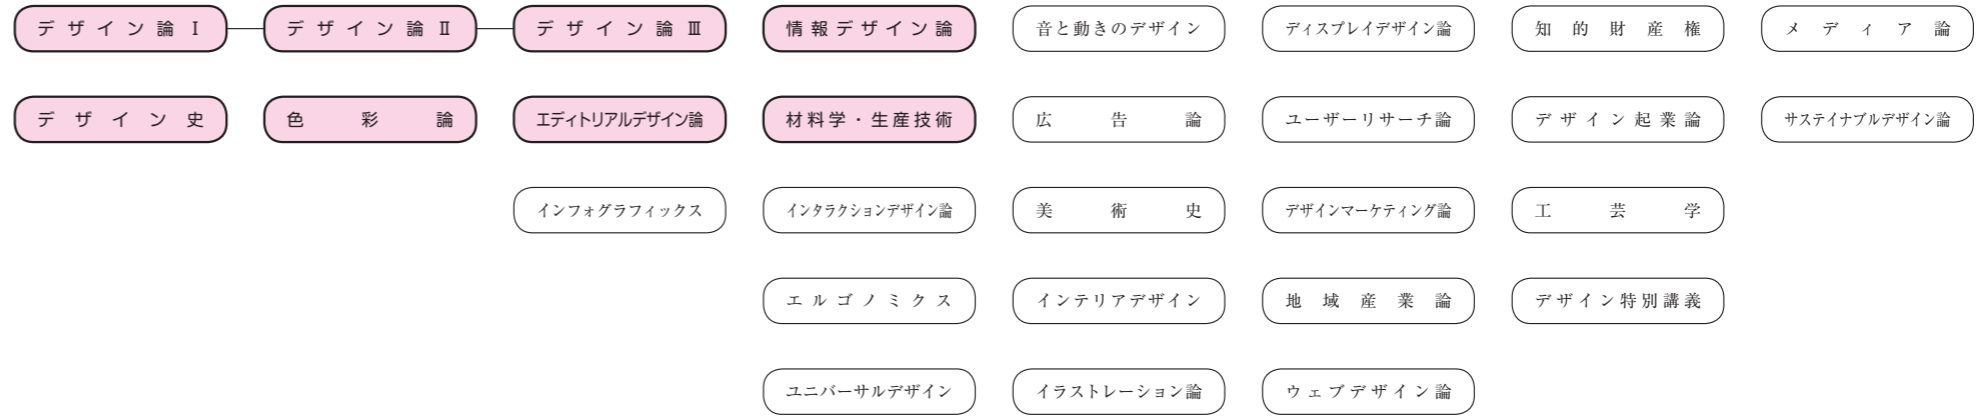 デザイン論Ⅰ
デザイン論Ⅱ
デザイン論Ⅲ
情報デザイン論
音と動きのデザイン
ディスプレイデザイン論
知的財産権
メディア論
デザイン史
色彩論
エディトリアルデザイン論
材料学・生産技術
広告論
ユーザーリサーチ論
デザイン起業論
サステイナブルデザイン論
インフォグラフィックス
インタラクションデザイン論
美術史
デザインマーケティング論
工芸学
エルゴノミクス
インテリアデザイン
地域産業論
デザイン特別講義
ユニバーサルデザイン
イラストレーション論
ウェブデザイン論